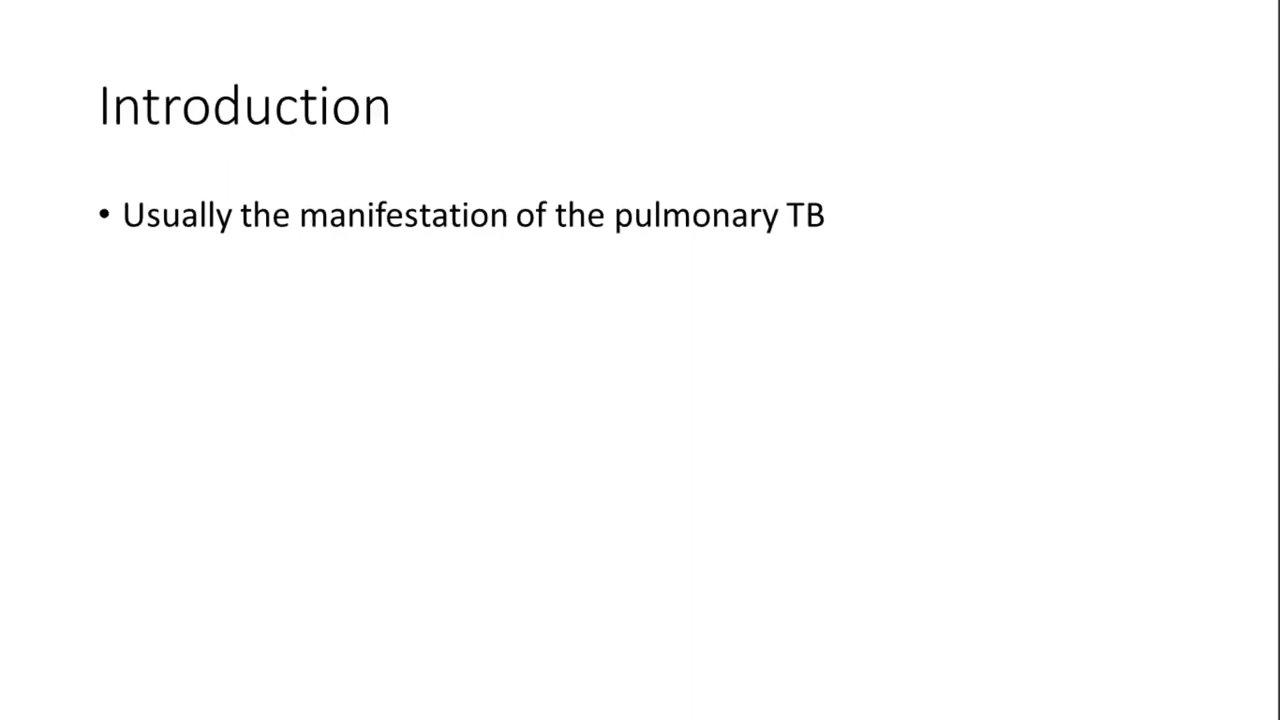 Introduction
• Usually the manifestation of the pulmonary TB